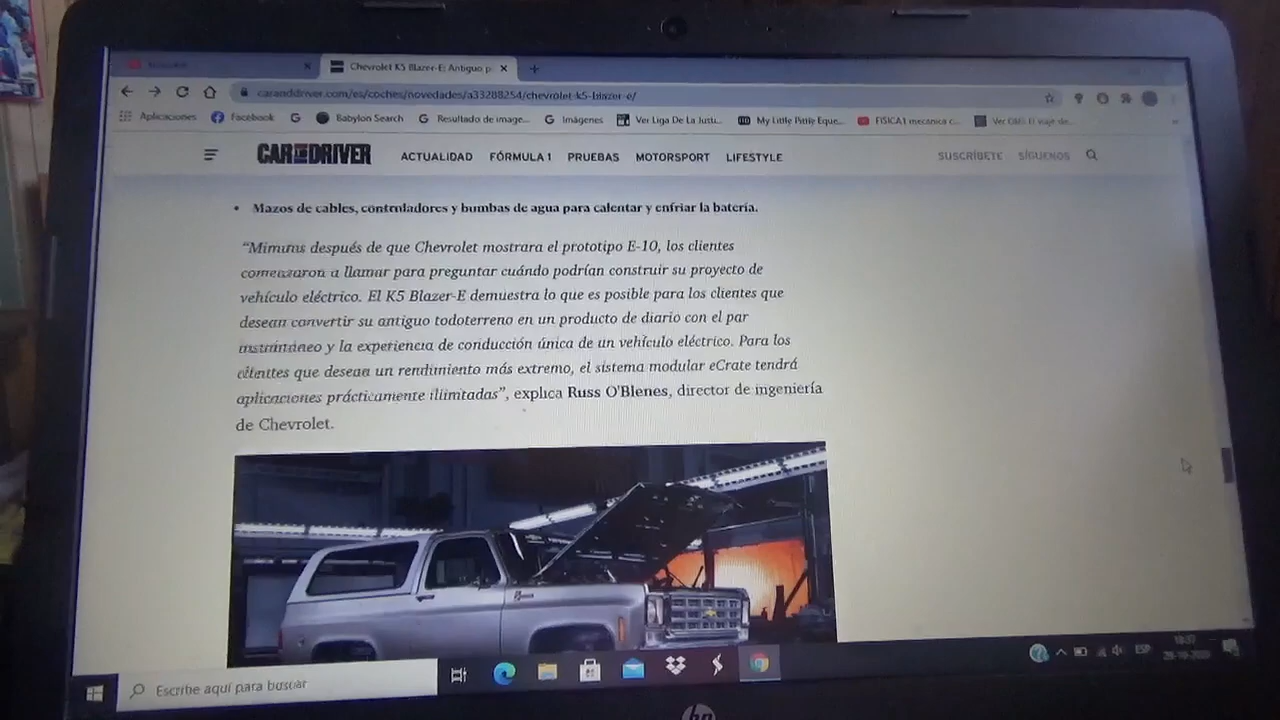 Chevrolet K5 Blazer-E: Antiguo p
caranddriver.com/es/coches/novedades/a33288254/chevrolet-k5-blazer-e/
Aplicaciones Facebook Babylon Search Resultado de image... Imágenes Ver Liga De La Justi... My Little Pony Eque... FISICA1 mecánica c...
CAR AND DRIVER ACTUALIDAD FÓRMULA 1 PRUEBAS MOTORSPORT LIFESTYLE SUSCRÍBETE SÍGUENOS
• Mazos de cables, controladores y bombas de agua para calentar y enfriar la batería.
“Minutos después de que Chevrolet mostrara el prototipo E-10, los clientes
comenzaron a llamar para preguntar cuándo podrían construir su proyecto de
vehículo eléctrico. El K5 Blazer-E demuestra lo que es posible para los clientes que
desean convertir su antiguo todoterreno en un producto de diario con el par
instantáneo y la experiencia de conducción única de un vehículo eléctrico. Para los
clientes que desean un rendimiento más extremo, el sistema modular eCrate tendrá
aplicaciones prácticamente ilimitadas”, explica Russ O'Blenes, director de ingeniería
de Chevrolet.
Escribe aquí para buscar
ESP
hp